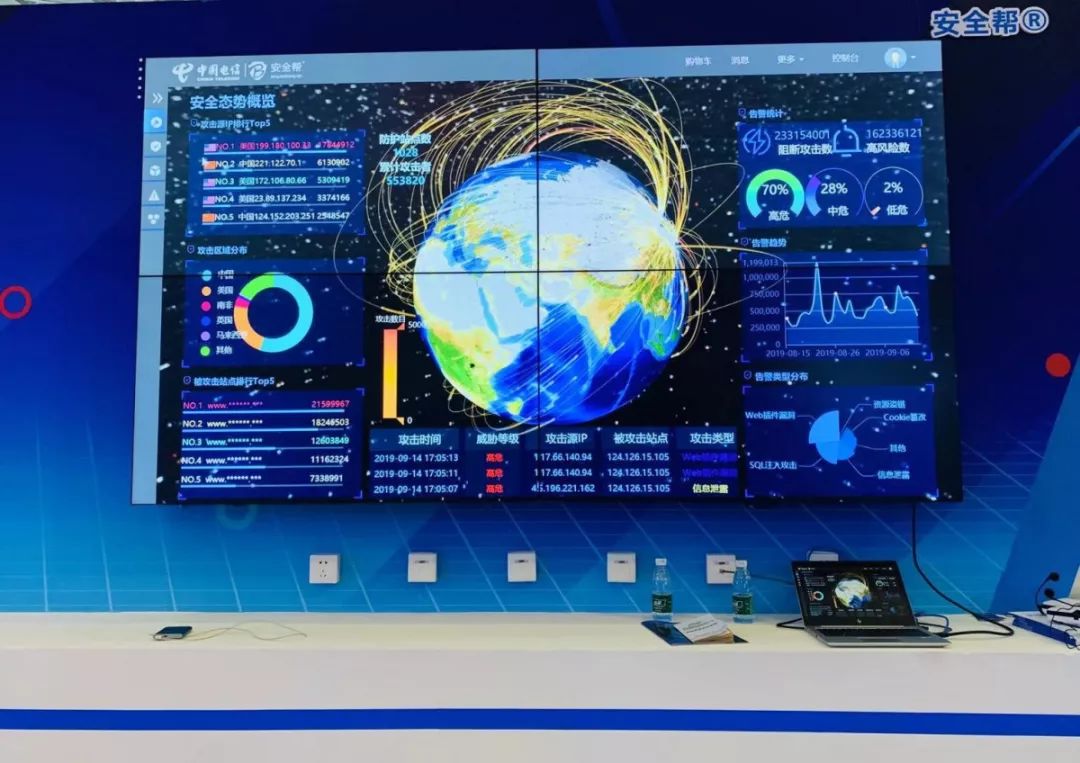 安全帮®
中国电信 安全帮
CHINA TELECOM
购物车 消息 更多 控制台
安全态势概览
攻击源IP排行Top5
NO.1 美国199.180.100.33 17844912
NO.2 中国221.122.70.1 6130902
NO.3 美国172.106.80.66 5309419
NO.4 美国23.89.137.234 3374166
NO.5 中国124.152.203.251 2548547
防护站点数
1028
累计攻击者
553820
告警统计
233154001
阻断攻击数
162336121
高风险数
70%
高危
28%
中危
2%
低危
攻击区域分布
中国
美国
南非
英国
马来西亚
其他
攻击数目
5000
0
告警趋势
1,199,013
1,000,000
750,000
500,000
250,000
0
2019-08-15 2019-08-26 2019-09-06
被攻击站点排行Top5
NO.1 www.******.*** 21599967
NO.2 www.******.*** 18246503
NO.3 www.******.*** 12603849
NO.4 www.******.*** 11162324
NO.5 www.******.*** 7338991
攻击时间 威胁等级 攻击源IP 被攻击站点 攻击类型
2019-09-14 17:05:13 高危 117.66.140.94 124.126.15.105
2019-09-14 17:05:11 高危 117.66.140.94 124.126.15.105
2019-09-14 17:05:07 高危 45.196.221.162 124.126.15.105 信息泄露
告警类型分布
Web插件漏洞
资源盗链
Cookie篡改
其他
SQL注入攻击
信息泄露